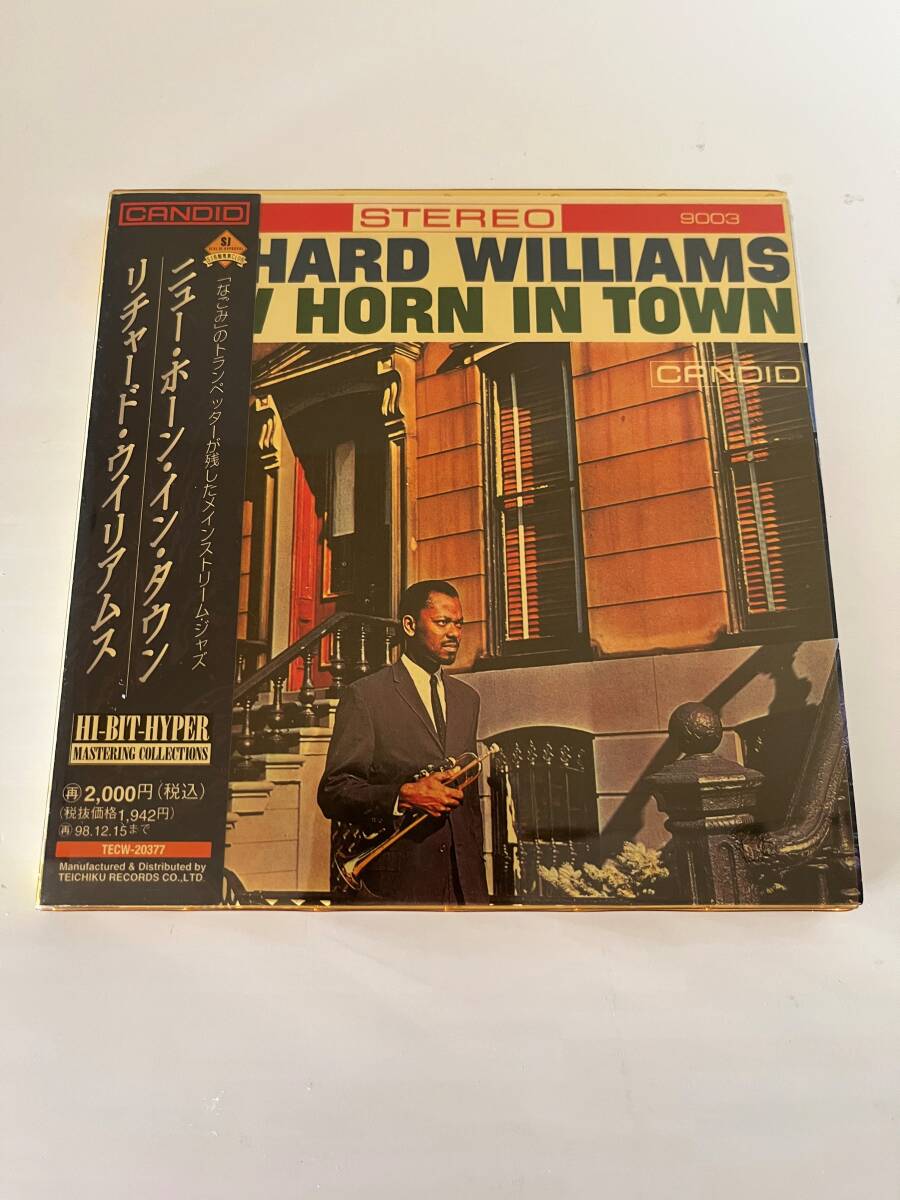 CANDID
SJ
「なごみ」のトランペッターが残したメインストリーム・ジャズ
ニュー・ホーン・イン・タウン
リチャード・ウイリアムス
HI-BIT-HYPER
MASTERING COLLECTIONS
再 2,000円(税込)
(税抜価格1,942円)
再 98.12.15まで
TECW-20377
Manufactured & Distributed by
TEICHIKU RECORDS CO.,LTD.
STEREO
9003
HARD WILLIAMS
HORN IN TOWN
CANDID